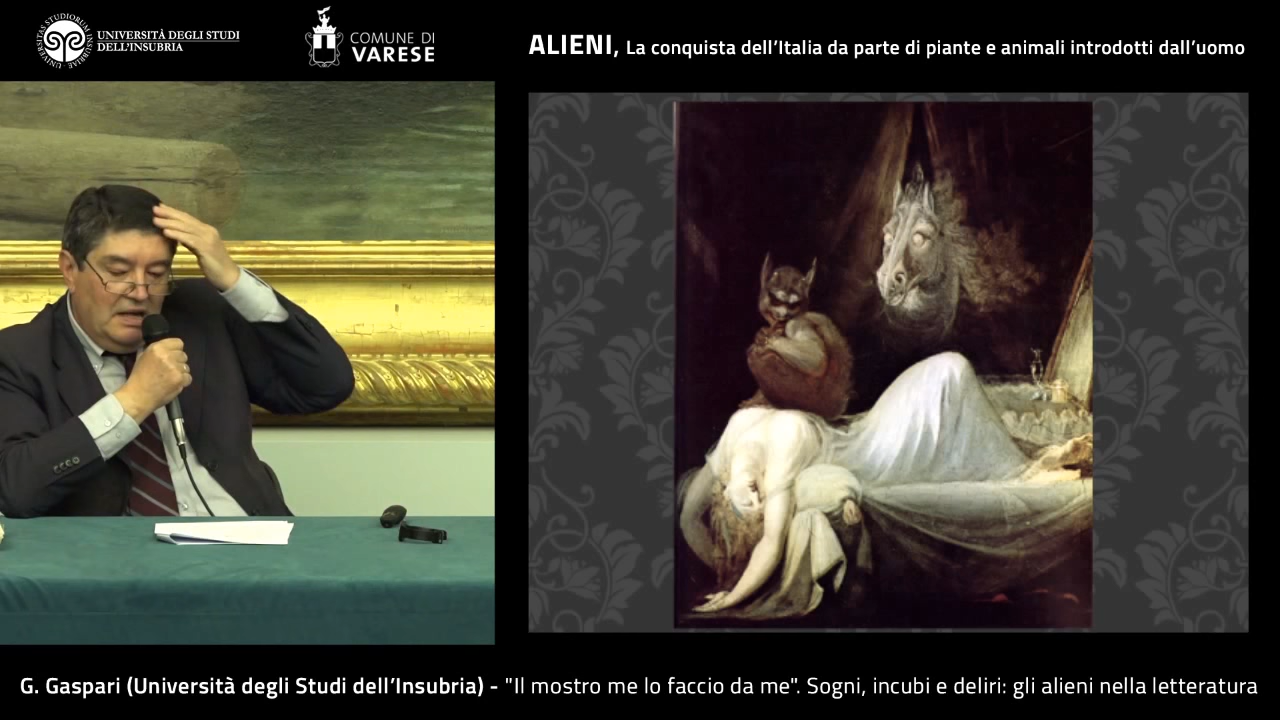 UNIVERSITÀ DEGLI STUDI
DELL'INSUBRIA
COMUNE DI
VARESE
ALIENI, La conquista dell'Italia da parte di piante e animali introdotti dall'uomo
G. Gaspari (Università degli Studi dell'Insubria) - "Il mostro me lo faccio da me". Sogni, incubi e deliri: gli alieni nella letteratura